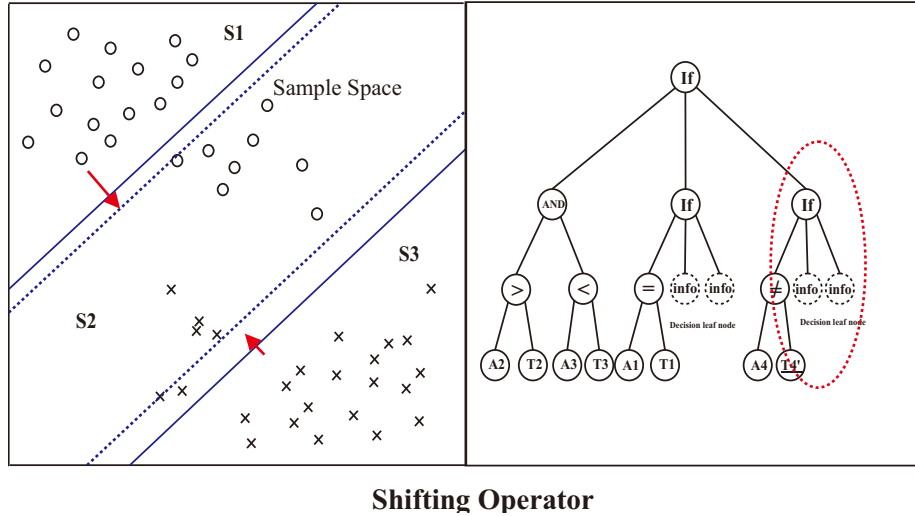 S1
Sample Space
S3
S2
If
AND If If
> < = info info ≠ info info
Decision leaf node Decision leaf node
A2 T2 A3 T3 A1 T1 A4 T4'
Shifting Operator